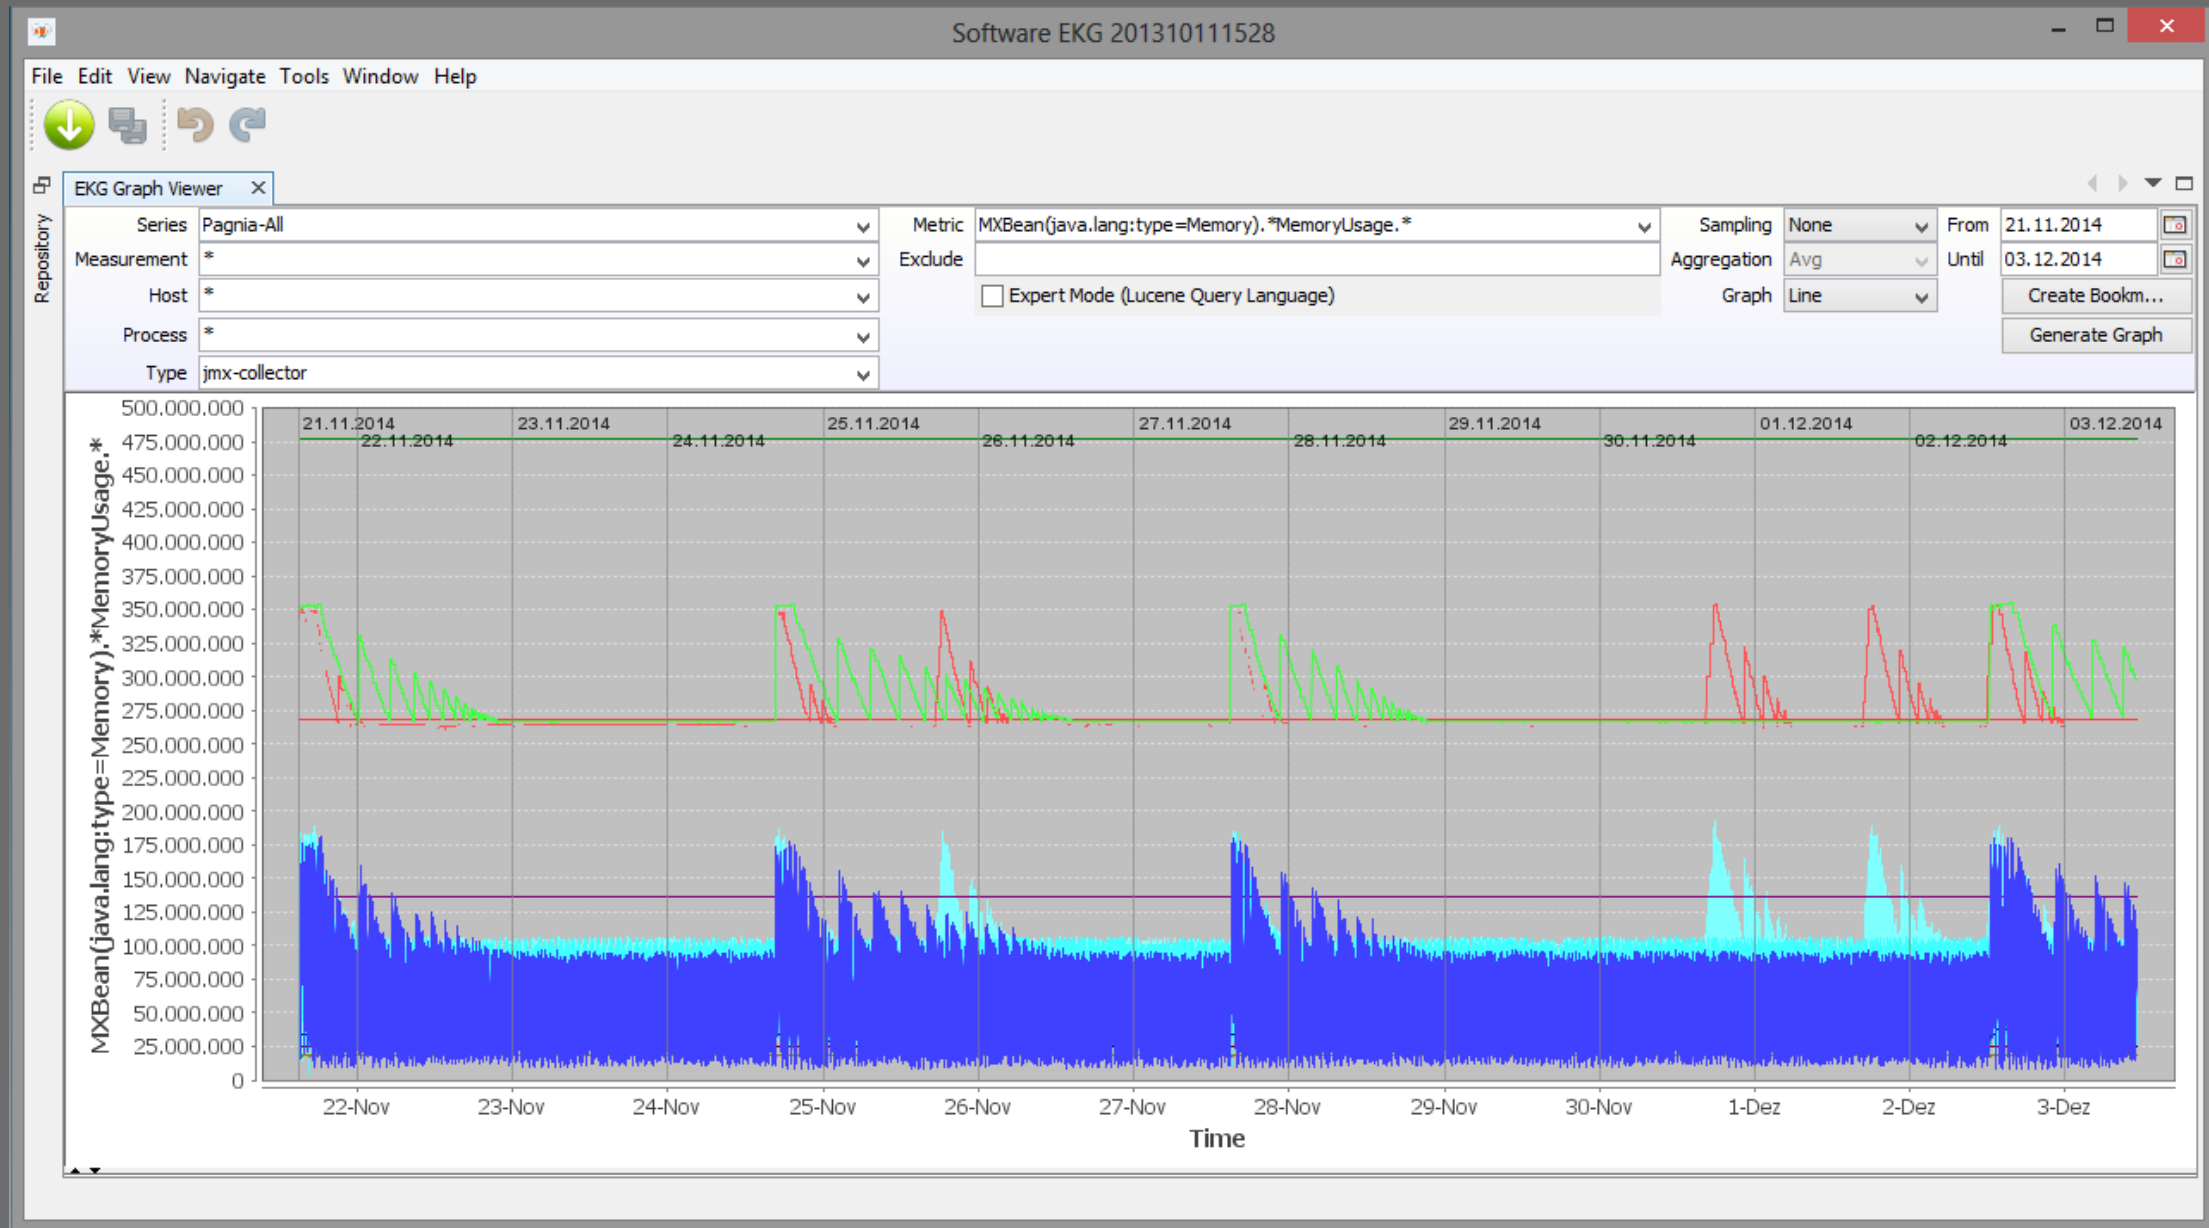 Software EKG 201310111528
File Edit View Navigate Tools Window Help
Repository
EKG Graph Viewer
Series Pagnia-All Metric MXBean(java.lang:type=Memory).*MemoryUsage.* Sampling None From 21.11.2014
Measurement * Exclude Aggregation Avg Until 03.12.2014
Host * Expert Mode (Lucene Query Language) Graph Line Create Bookm...
Process * Generate Graph
Type jmx-collector
MXBean(java.lang:type=Memory).*MemoryUsage.*
500.000.000
475.000.000
450.000.000
425.000.000
400.000.000
375.000.000
350.000.000
325.000.000
300.000.000
275.000.000
250.000.000
225.000.000
200.000.000
175.000.000
150.000.000
125.000.000
100.000.000
75.000.000
50.000.000
25.000.000
0
21.11.2014 23.11.2014 25.11.2014 27.11.2014 29.11.2014 01.12.2014 03.12.2014
22.11.2014 24.11.2014 26.11.2014 28.11.2014 30.11.2014 02.12.2014
22-Nov 23-Nov 24-Nov 25-Nov 26-Nov 27-Nov 28-Nov 29-Nov 30-Nov 1-Dez 2-Dez 3-Dez
Time